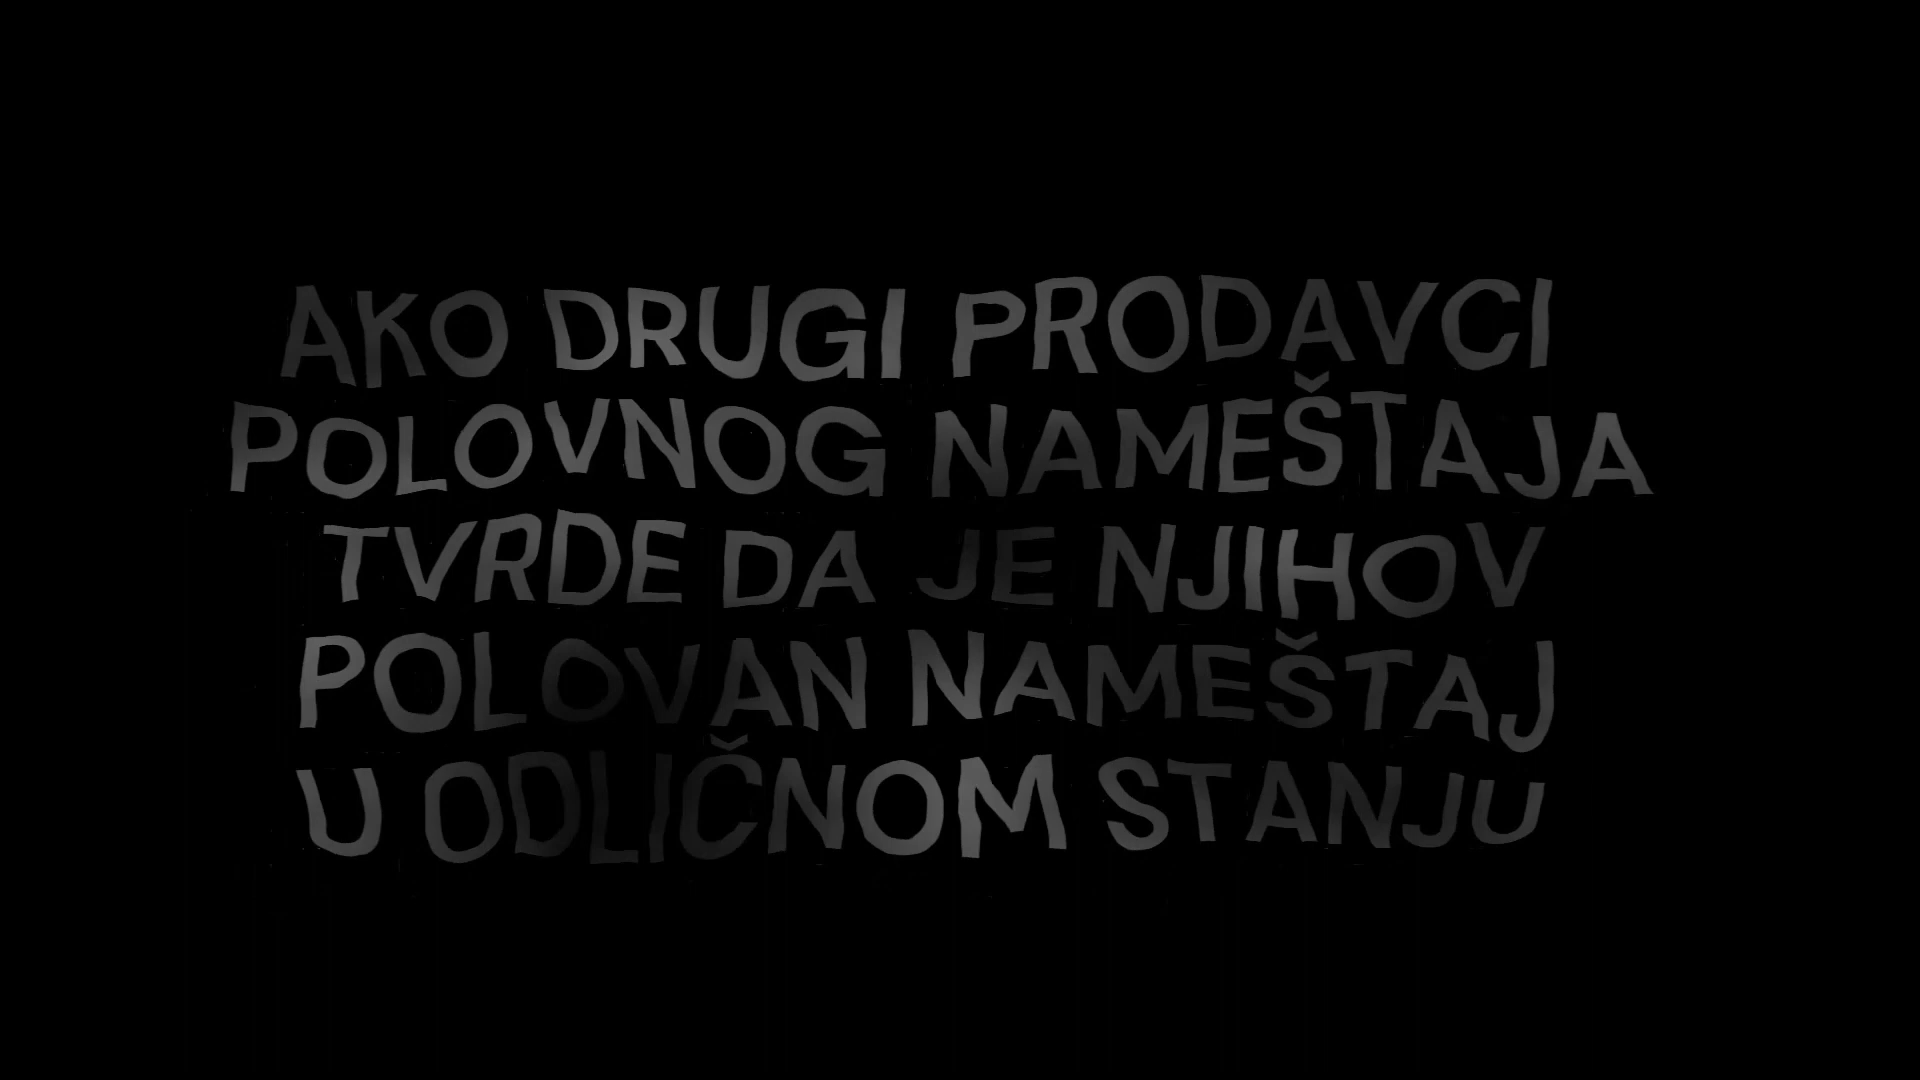 AKO DRUGI PRODAVCI
POLOVNOG NAMEŠTAJA
TVRDE DA JE NJIHOV
POLOVAN NAMEŠTAJ
U ODLIČNOM STANJU